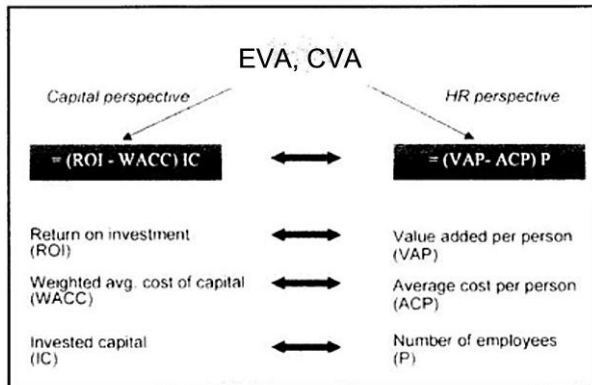 EVA, CVA
Capital perspective
HR perspective
= (ROI - WACC) IC
= (VAP- ACP) P
Return on investment
(ROI)
Value added per person
(VAP)
Weighted avg. cost of capital
(WACC)
Average cost per person
(ACP)
Invested capital
(IC)
Number of employees
(P)